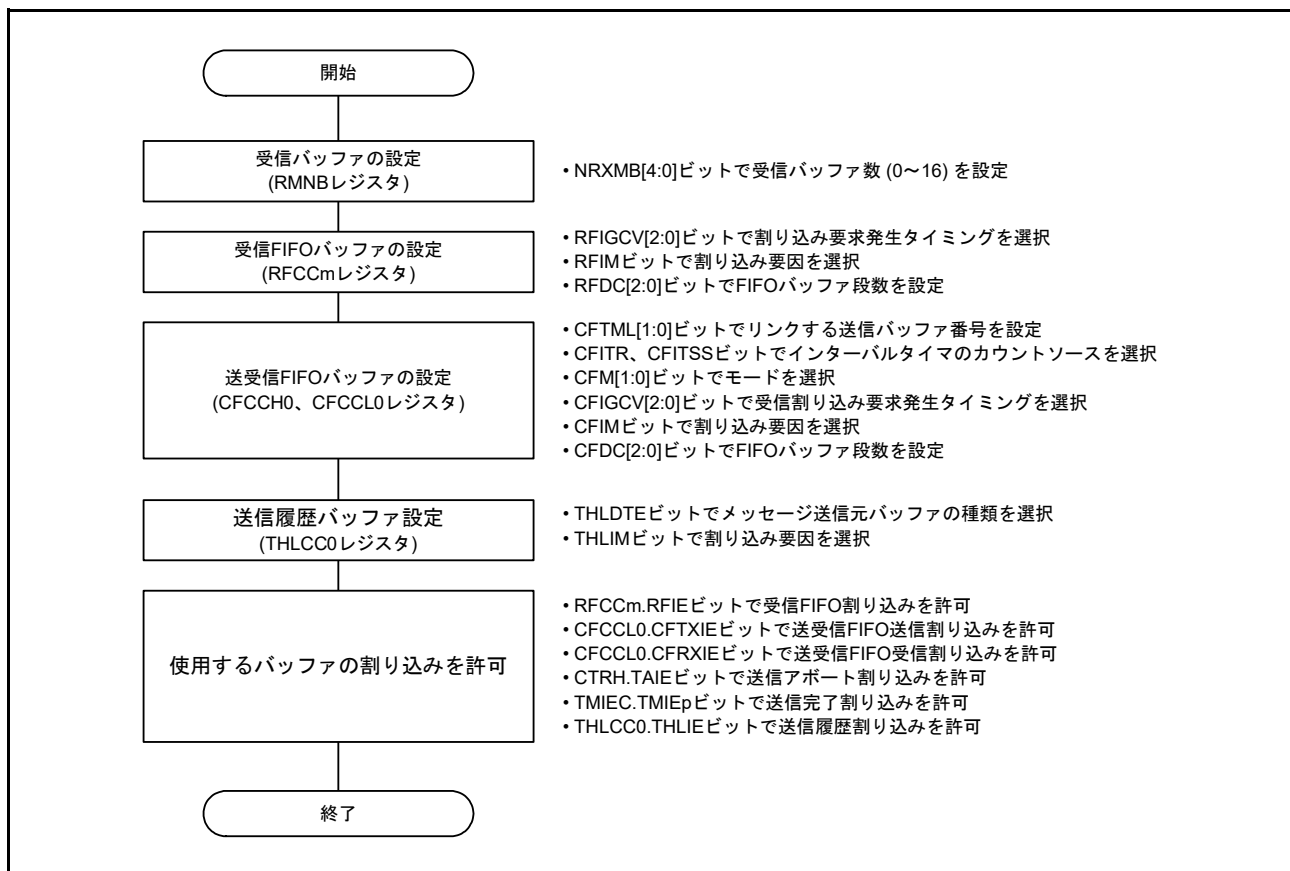 開始
受信バッファの設定
(RMNBレジスタ)
• NRXMB[4:0]ビットで受信バッファ数 (0～16) を設定
受信FIFOバッファの設定
(RFCCmレジスタ)
• RFIGCV[2:0]ビットで割り込み要求発生タイミングを選択
• RFIMビットで割り込み要因を選択
• RFDC[2:0]ビットでFIFOバッファ段数を設定
送受信FIFOバッファの設定
(CFCCH0、CFCCL0レジスタ)
• CFTML[1:0]ビットでリンクする送信バッファ番号を設定
• CFITR、CFITSSビットでインターバルタイマのカウントソースを選択
• CFM[1:0]ビットでモードを選択
• CFIGCV[2:0]ビットで受信割り込み要求発生タイミングを選択
• CFIMビットで割り込み要因を選択
• CFDC[2:0]ビットでFIFOバッファ段数を設定
送信履歴バッファ設定
(THLCC0レジスタ)
• THLDTEビットでメッセージ送信元バッファの種類を選択
• THLIMビットで割り込み要因を選択
使用するバッファの割り込みを許可
• RFCCm.RFIEビットで受信FIFO割り込みを許可
• CFCCL0.CFTXIEビットで送受信FIFO送信割り込みを許可
• CFCCL0.CFRXIEビットで送受信FIFO受信割り込みを許可
• CTRH.TAIEビットで送信アボート割り込みを許可
• TMIEC.TMIEpビットで送信完了割り込みを許可
• THLCC0.THLIEビットで送信履歴割り込みを許可
終了